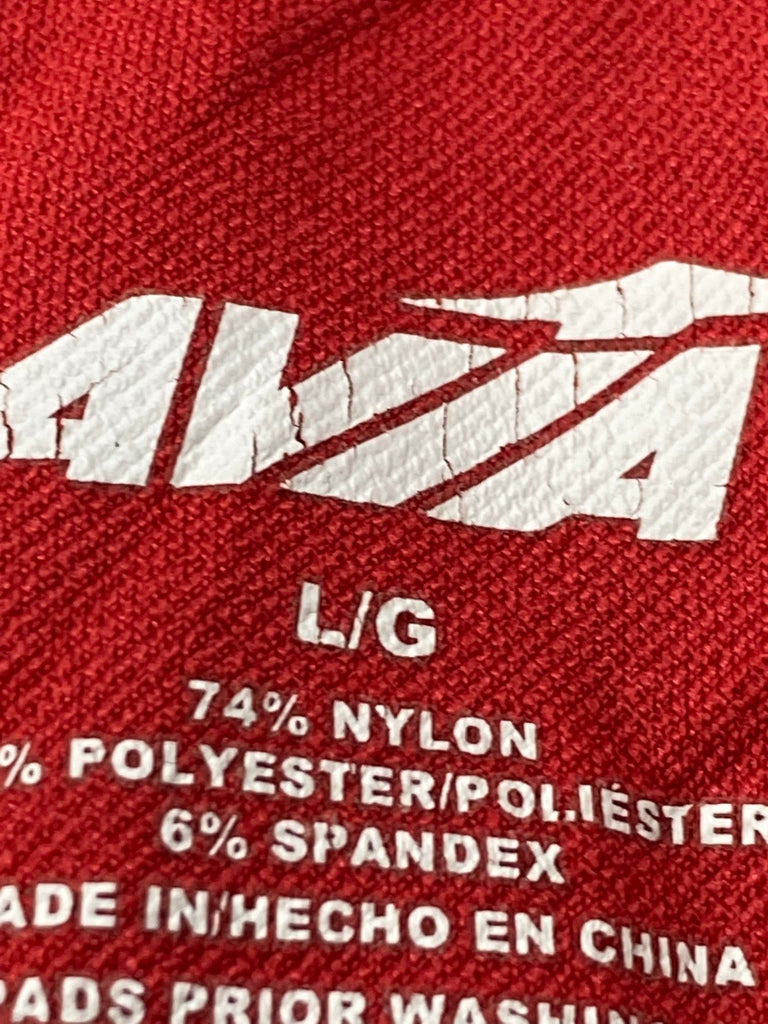 AVIA
L/G
74% NYLON
% POLYESTER/POLIÉSTER
6% SPANDEX
ADE IN/HECHO EN CHINA
PADS PRIOR WASHIN